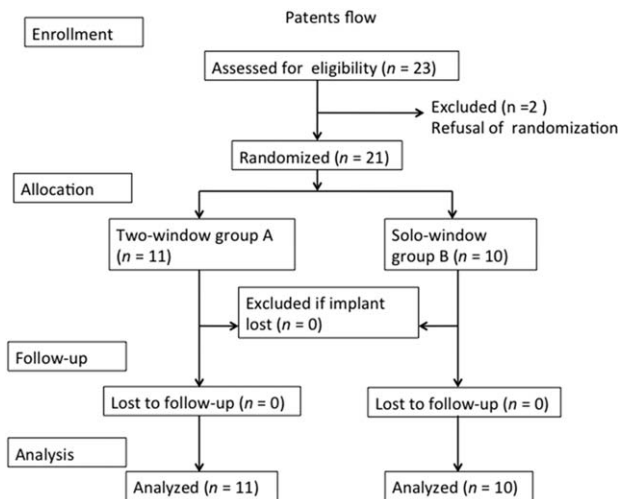 Patents flow
Enrollment
Assessed for eligibility (n = 23)
Excluded (n =2 )
Refusal of randomization
Randomized (n = 21)
Allocation
Two-window group A
(n = 11)
Solo-window
group B (n = 10)
Excluded if implant
lost (n = 0)
Follow-up
Lost to follow-up (n = 0)
Lost to follow-up (n = 0)
Analysis
Analyzed (n = 11)
Analyzed (n = 10)